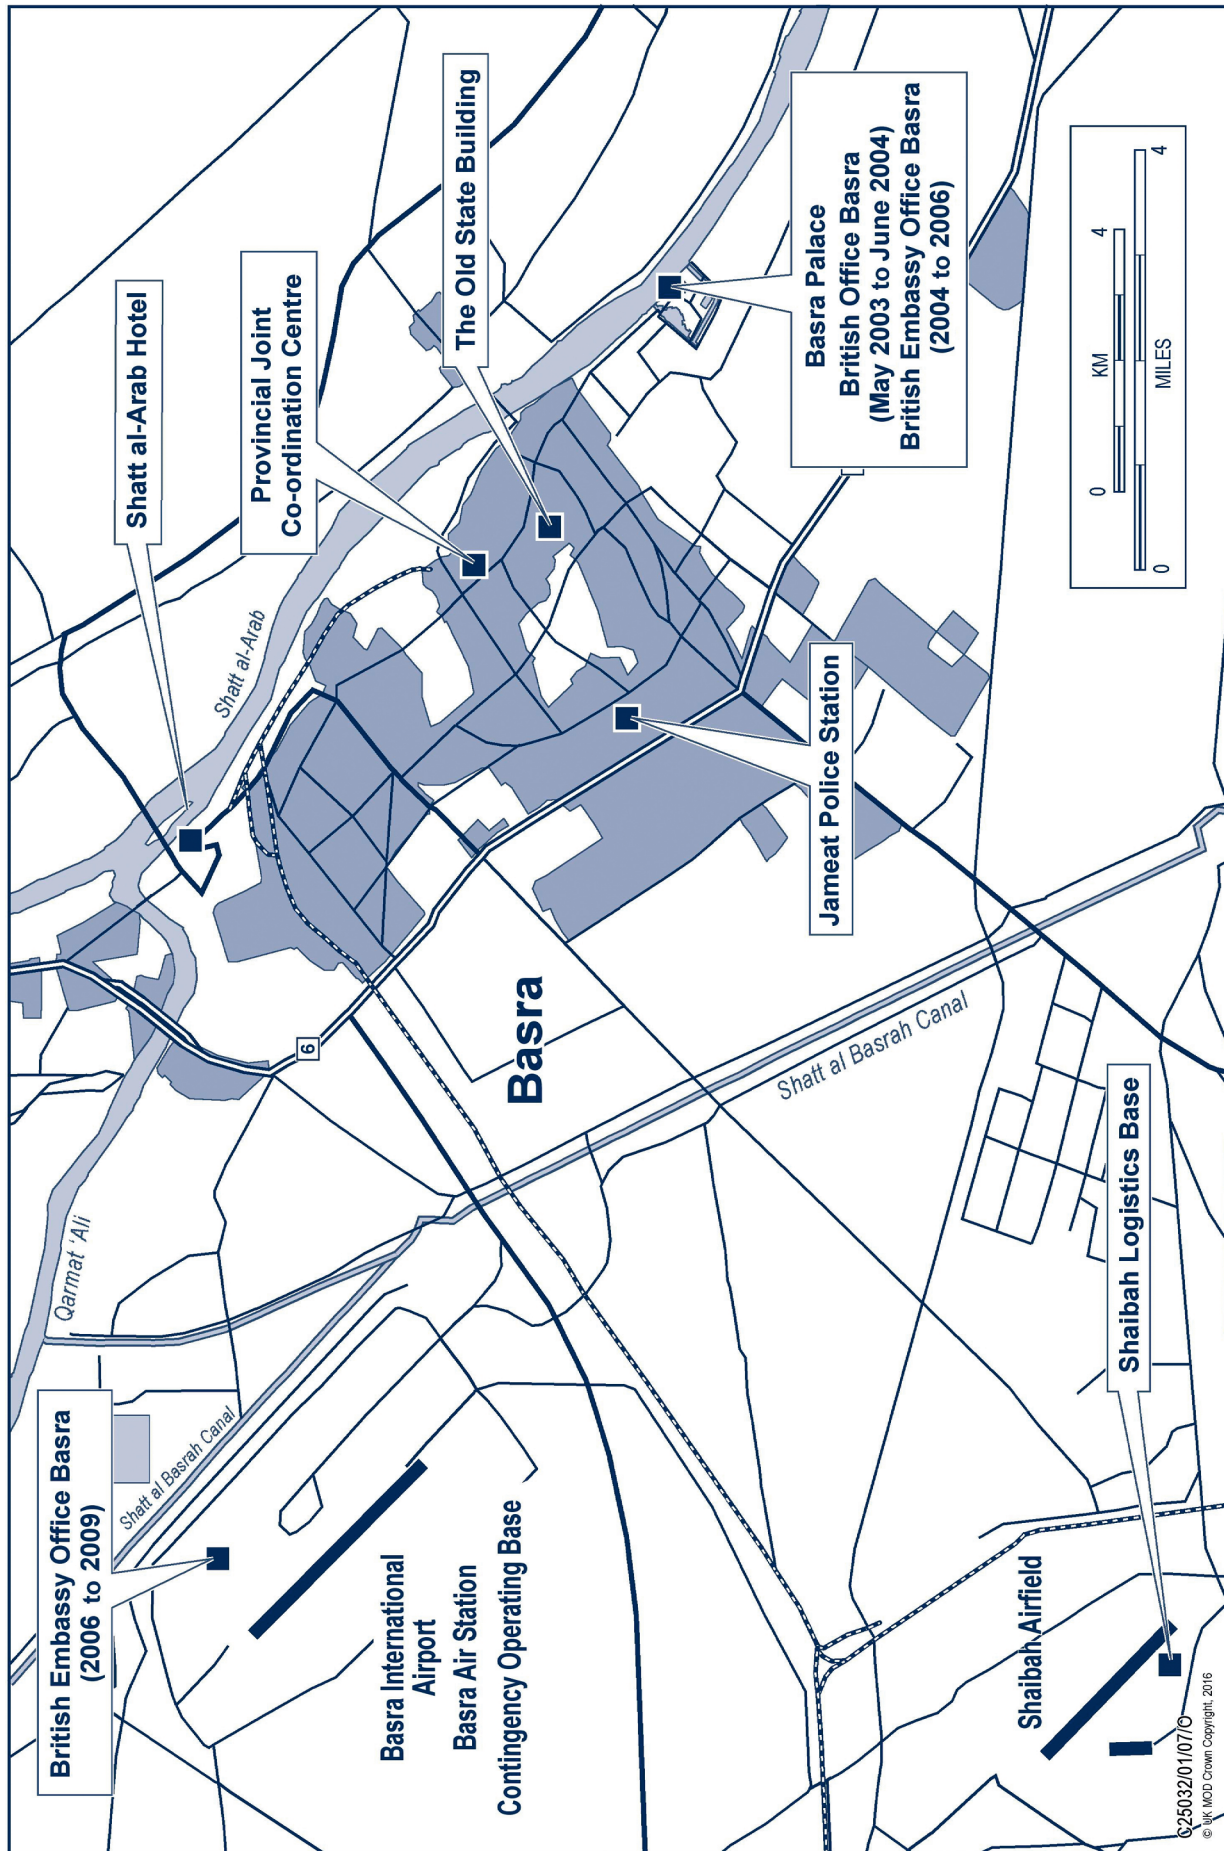 British Embassy Office Basra
(2006 to 2009)
Shatt al-Arab Hotel
Provincial Joint
Co-ordination Centre
The Old State Building
Qarmat 'Ali
Shatt al-Arab
Shatt al Basrah Canal
6
Basra
Basra International
Airport
Basra Air Station
Contingency Operating Base
Basra Palace
British Office Basra
(May 2003 to June 2004)
British Embassy Office Basra
(2004 to 2006)
Jameat Police Station
Shatt al Basrah Canal
Shaibah Airfield
Shaibah Logistics Base
0
KM
4
0
MILES
4
C25032/01/07/O
© UK MOD Crown Copyright, 2016